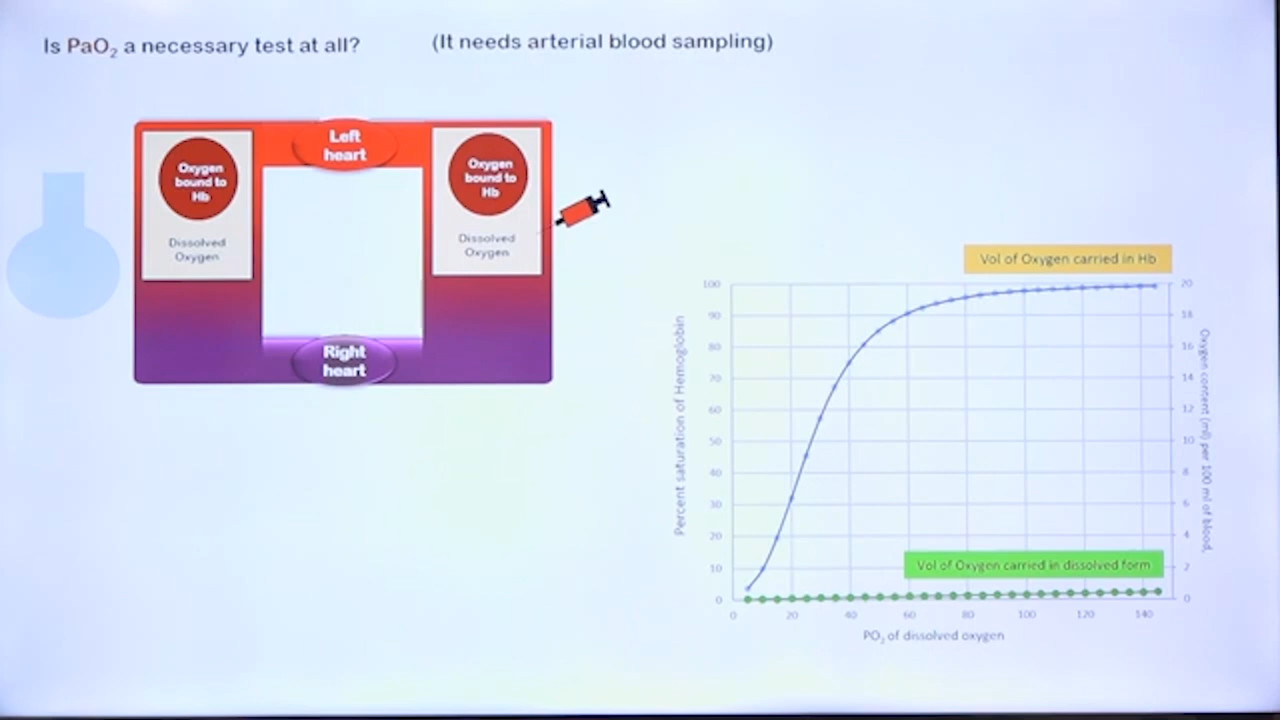 Is PaO₂ a necessary test at all?
(It needs arterial blood sampling)
Left
heart
Oxygen
bound to
Hb
Dissolved
Oxygen
Oxygen
bound to
Hb
Dissolved
Oxygen
Right
heart
Vol of Oxygen carried in Hb
Percent saturation of Hemoglobin
100
90
80
70
60
50
40
30
20
10
0
20
18
16
14
12
10
8
6
4
2
0
Oxygen content (ml) per 100 ml of blood,
Vol of Oxygen carried in dissolved form
0
20
40
60
80
100
120
140
PO₂ of dissolved oxygen